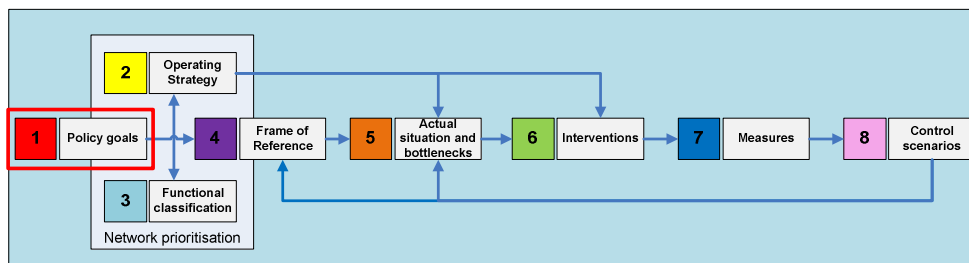 2
Operating
Strategy
1
Policy goals
4
Frame of
Reference
5
Actual
situation and
bottlenecks
6
Interventions
7
Measures
8
Control
scenarios
3
Functional
classification
Network prioritisation